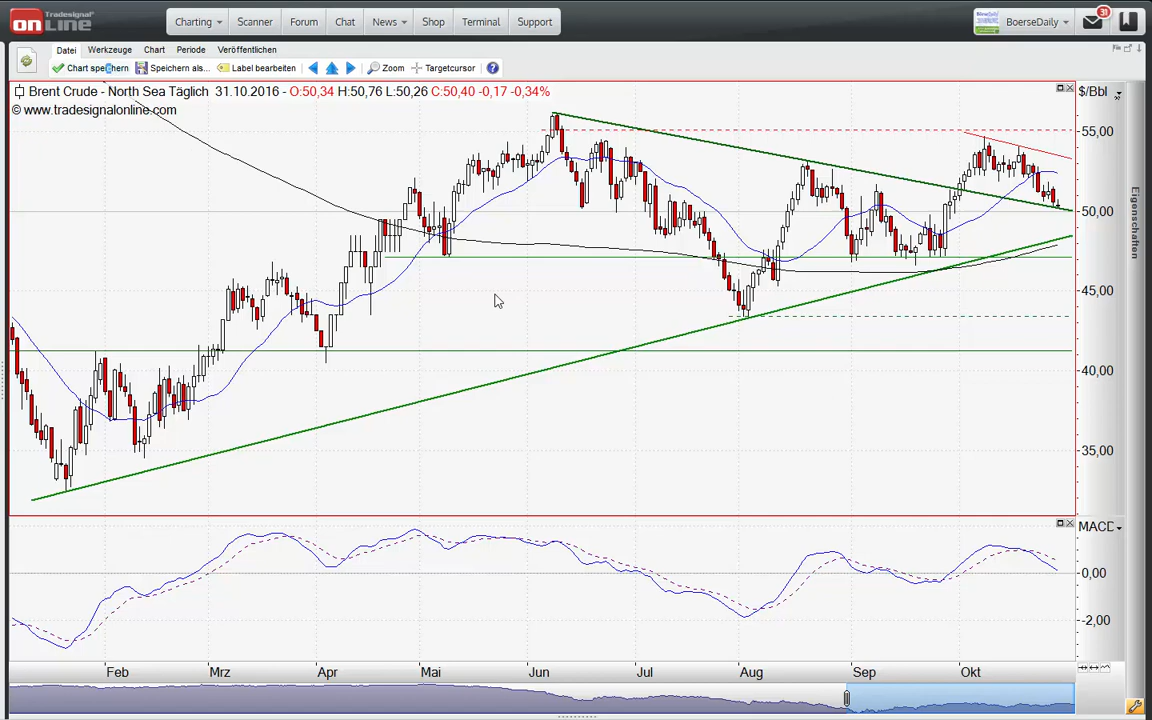 on Tradesignal® LINE
Charting Scanner Forum Chat News Shop Terminal Support
BoerseDaily 31
Datei Werkzeuge Chart Periode Veröffentlichen
Chart speichern Speichern als... Label bearbeiten Zoom Targetcursor
Brent Crude - North Sea Täglich 31.10.2016 - O:50,34 H:50,76 L:50,26 C:50,40 -0,17 -0,34%
© www.tradesignalonline.com
$/Bbl
55,00
50,00
45,00
40,00
35,00
Eigenschaften
MACD
0,00
-2,00
Feb Mrz Apr Mai Jun Jul Aug Sep Okt